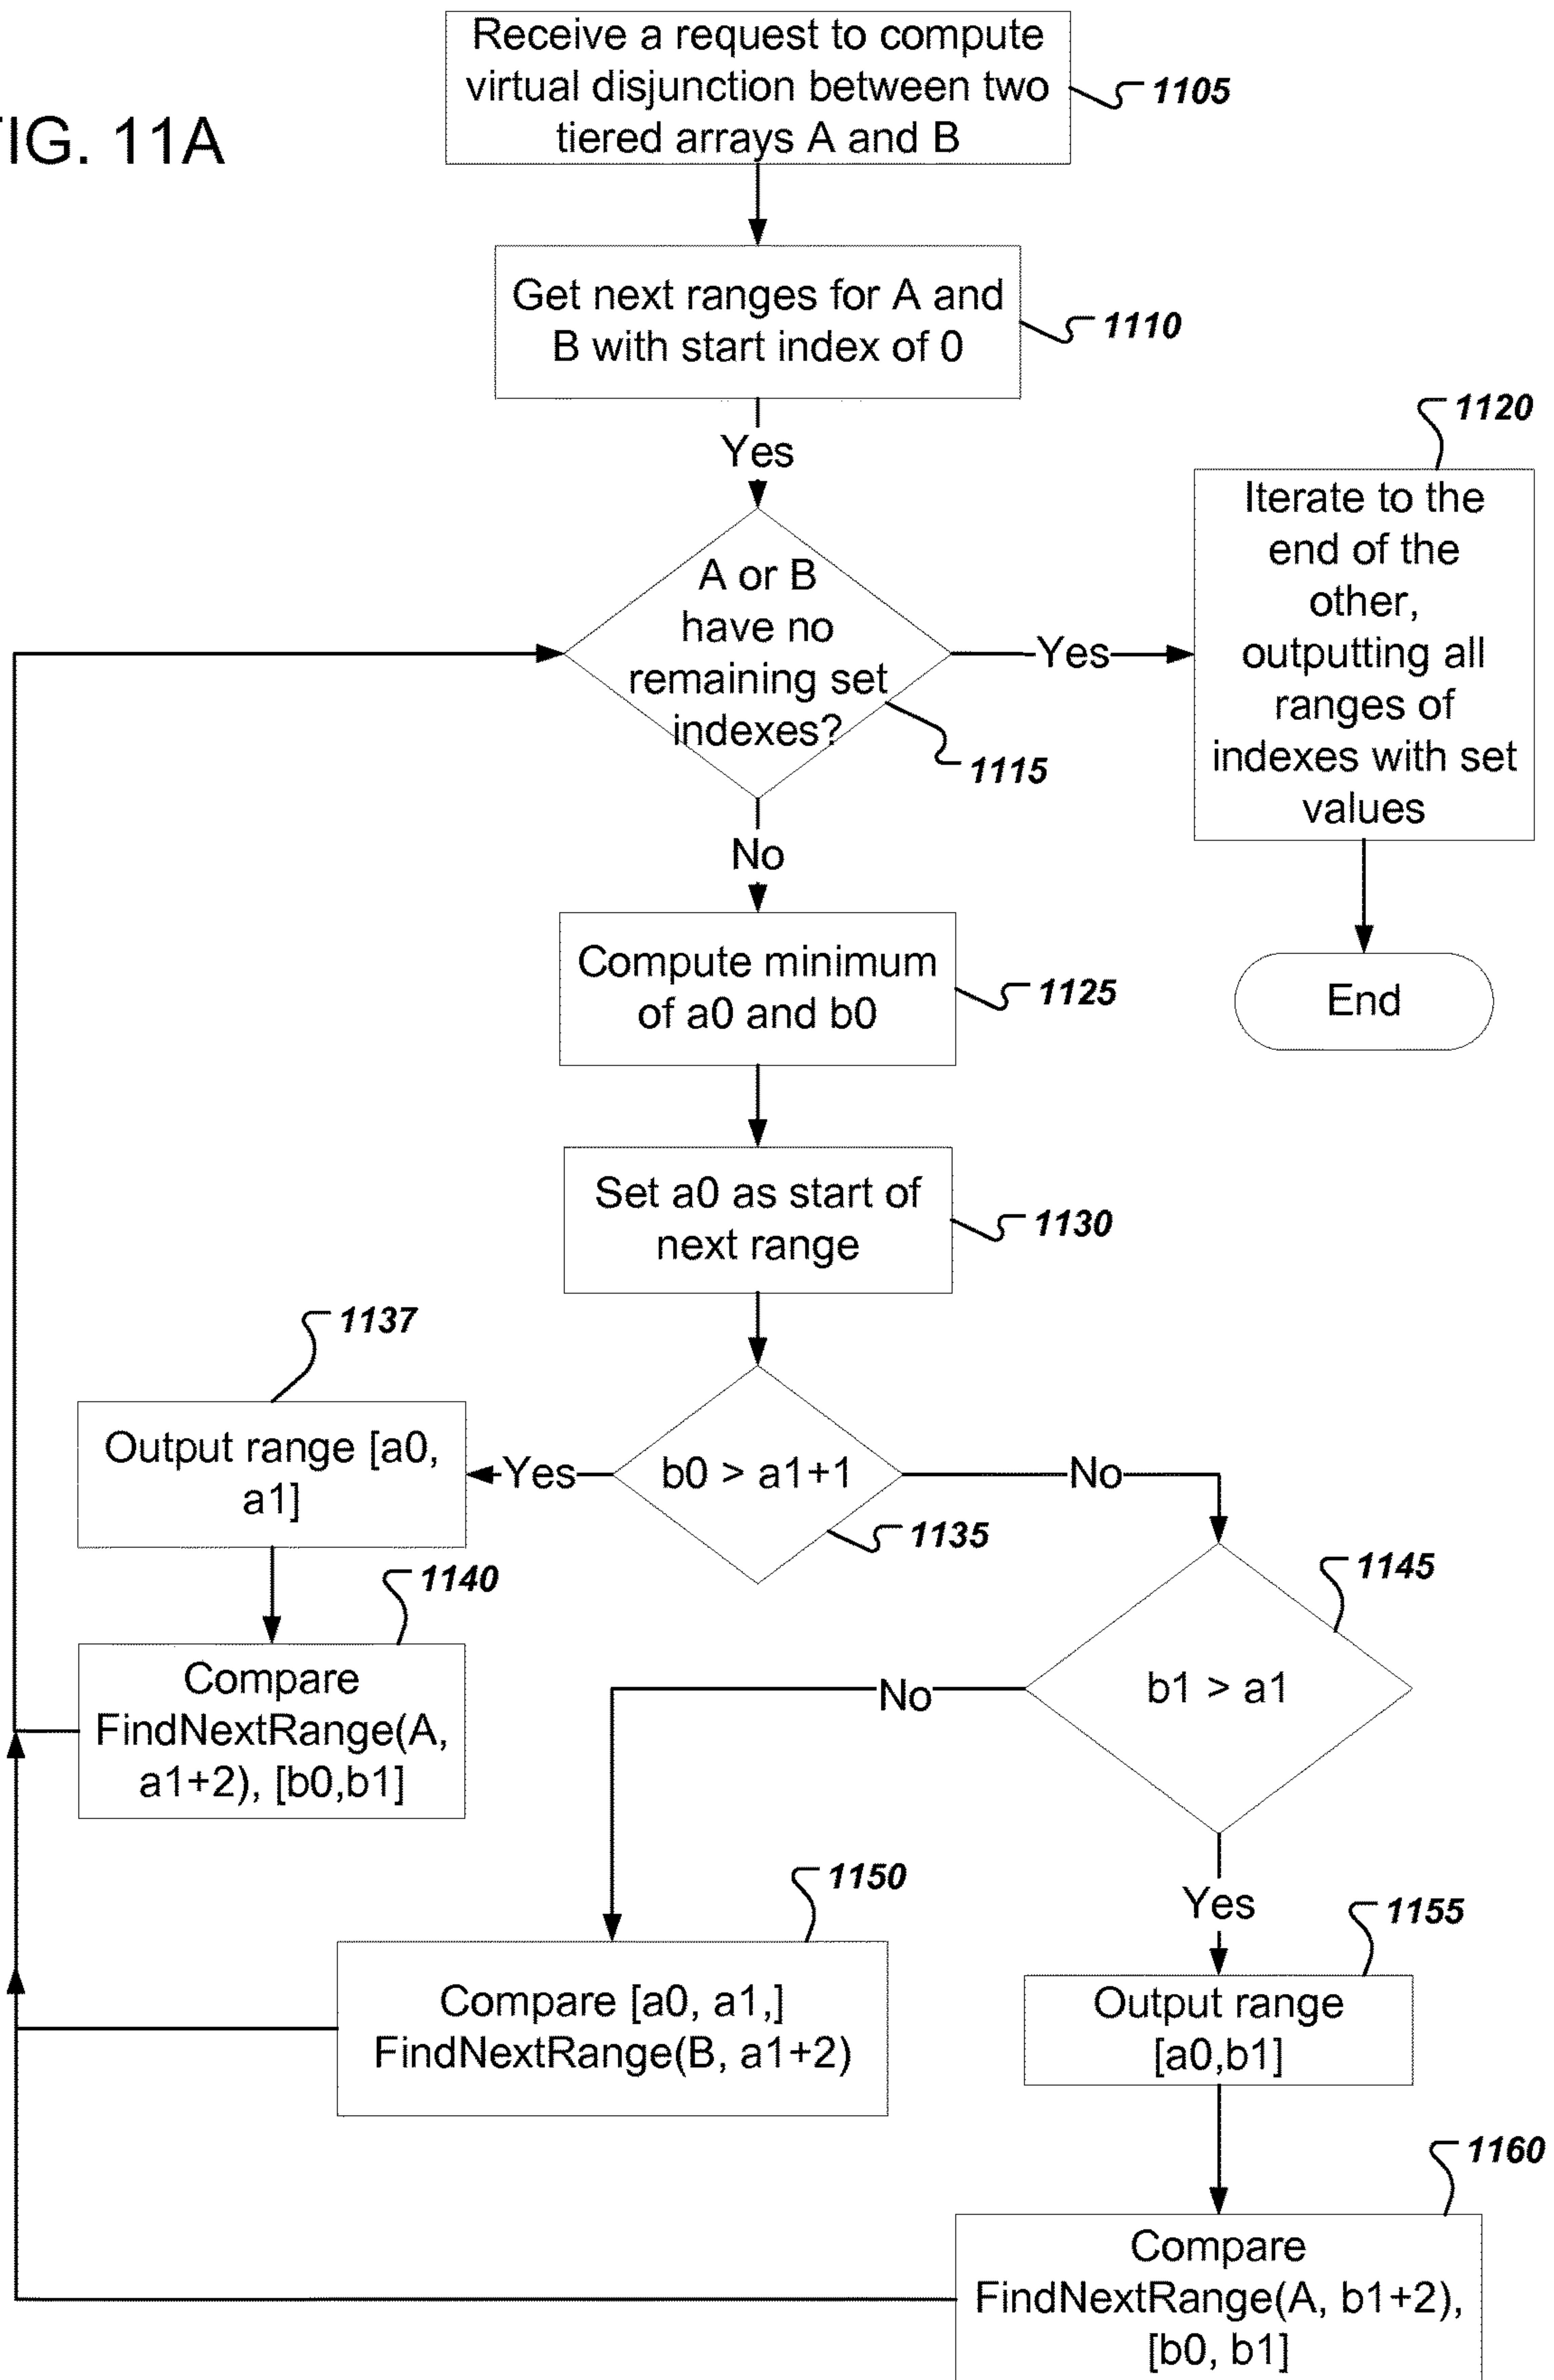 Receive a request to compute
virtual disjunction between two
tiered arrays A and B
1105
FIG. 11A
Get next ranges for A and
B with start index of 0
1110
Yes
1120
A or B
have no
remaining set
indexes?
1115
Yes
Iterate to the
end of the
other,
outputting all
ranges of
indexes with set
values
No
End
Compute minimum
of a0 and b0
1125
Set a0 as start of
next range
1130
1137
Output range [a0,
a1]
Yes
b0 > a1+1
1135
No
1140
Compare
FindNextRange(A,
a1+2), [b0,b1]
1145
b1 > a1
No
Yes
1150
Compare [a0, a1,]
FindNextRange(B, a1+2)
1155
Output range
[a0,b1]
1160
Compare
FindNextRange(A, b1+2),
[b0, b1]